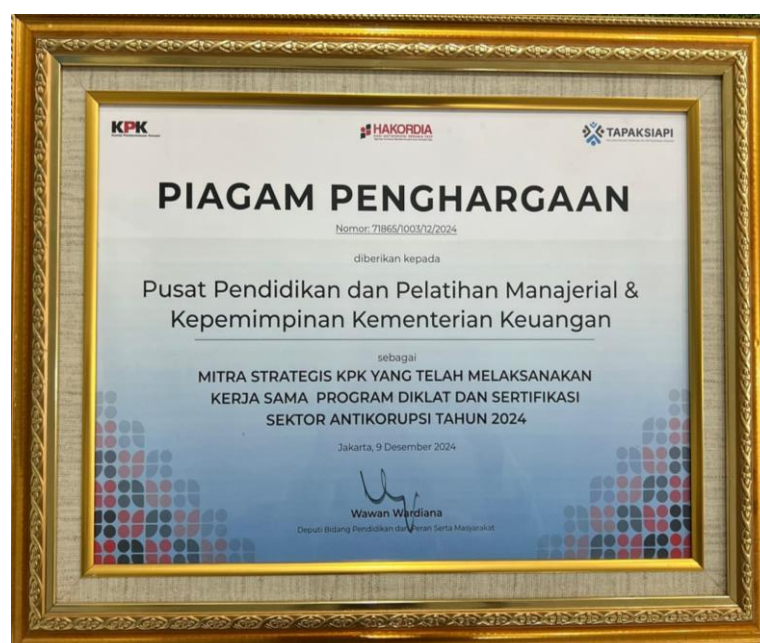 KPK
HAKORDIA
TAPAKSIAPI
PIAGAM PENGHARGAAN
Nomor: 71865/1003/12/2024
diberikan kepada
Pusat Pendidikan dan Pelatihan Manajerial &
Kepemimpinan Kementerian Keuangan
sebagai
MITRA STRATEGIS KPK YANG TELAH MELAKSANAKAN
KERJA SAMA PROGRAM DIKLAT DAN SERTIFIKASI
SEKTOR ANTIKORUPSI TAHUN 2024
Jakarta, 9 Desember 2024
Wawan Wardiana
Deputi Bidang Pendidikan dan Peran Serta Masyarakat